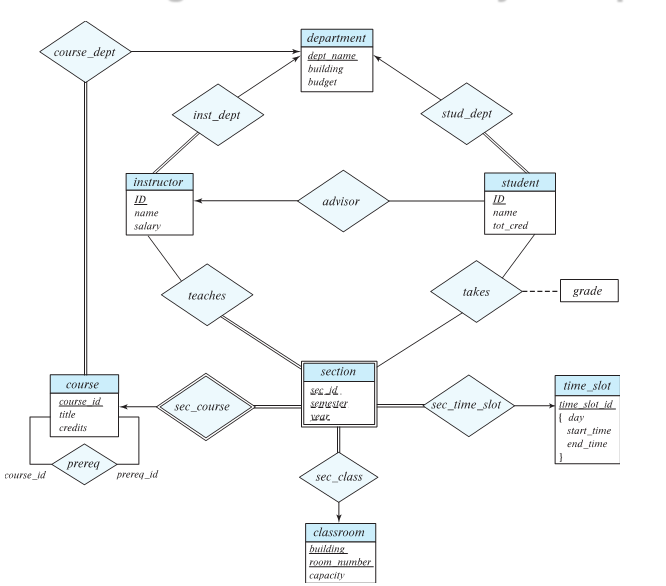 department
course_dept
dept_name
building
budget
inst_dept
stud_dept
instructor
ID
name
salary
advisor
student
ID
name
tot_cred
teaches
takes
grade
section
sec_id
semester
year
course
course_id
title
credits
sec_course
sec_time_slot
time_slot
time_slot_id
{ day
start_time
end_time
}
prereq
course_id
prereq_id
sec_class
classroom
building
room_number
capacity